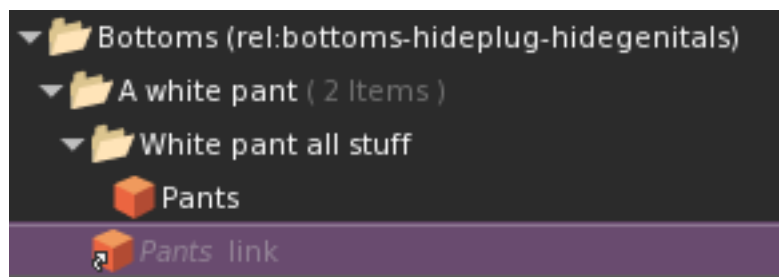 Bottoms (rel:bottoms-hideplug-hidegenitals)
A white pant ( 2 Items )
White pant all stuff
Pants
Pants link